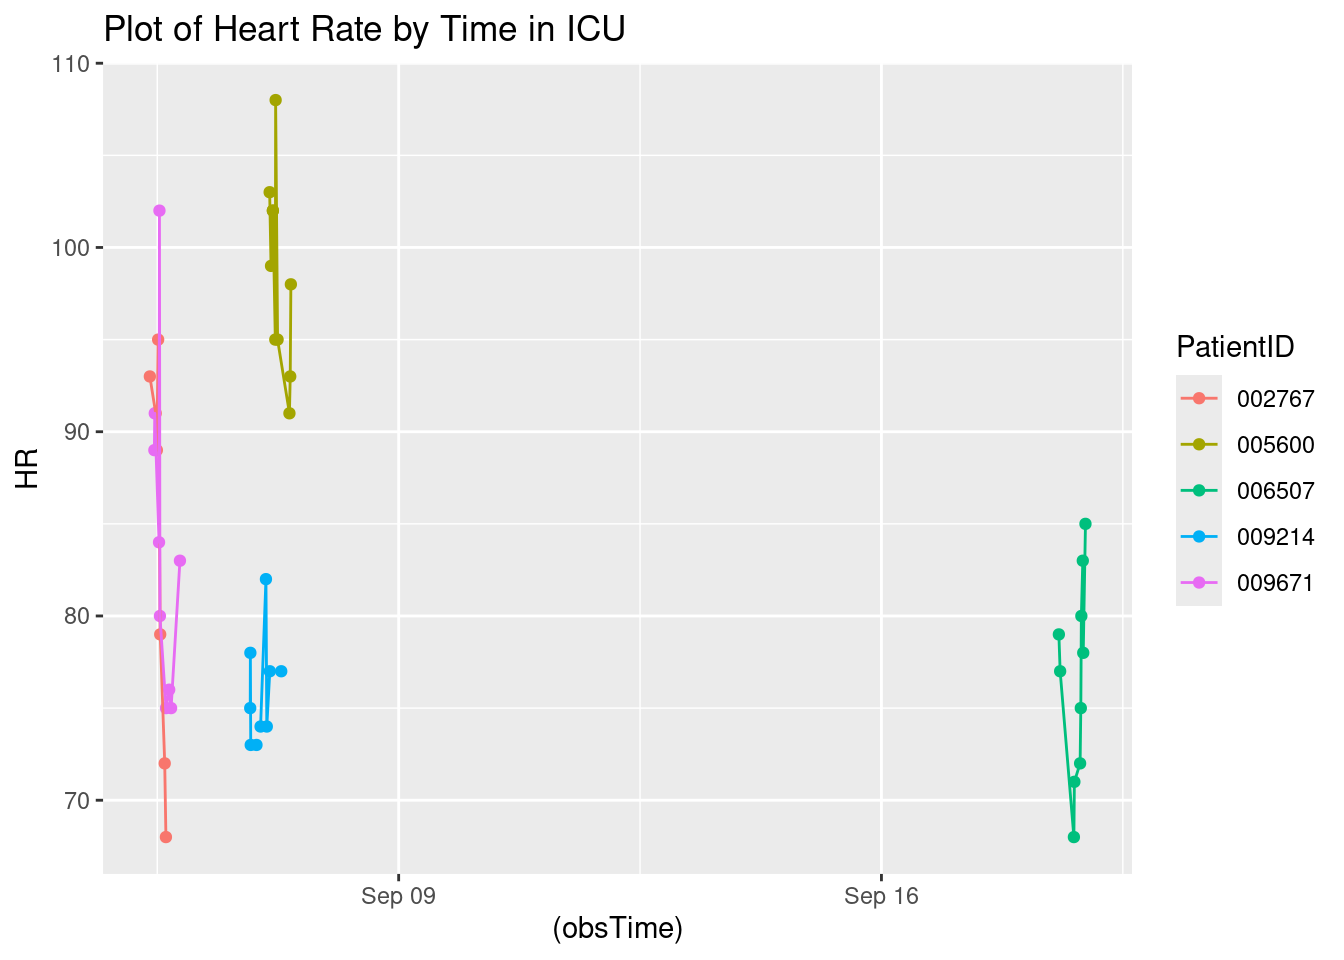 Plot of Heart Rate by Time in ICU
110
100
90
80
70
HR
Sep 09
Sep 16
(obsTime)
PatientID
002767
005600
006507
009214
009671